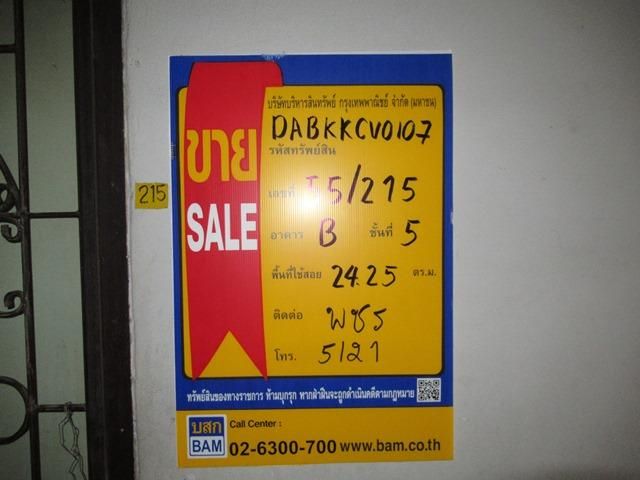 215
ขาย
SALE
บริษัทบริหารสินทรัพย์ กรุงเทพพาณิชย์ จำกัด (มหาชน)
DABKKCV0107
รหัสทรัพย์สิน
เลขที่ 55/215
อาคาร B ชั้นที่ 5
พื้นที่ใช้สอย 24.25 ตร.ม.
ติดต่อ พชร
โทร. 5121
ทรัพย์สินของทางราชการ ห้ามบุกรุก หากฝ่าฝืนจะถูกดำเนินคดีตามกฎหมาย
บสก
BAM
Call Center :
02-6300-700 www.bam.co.th